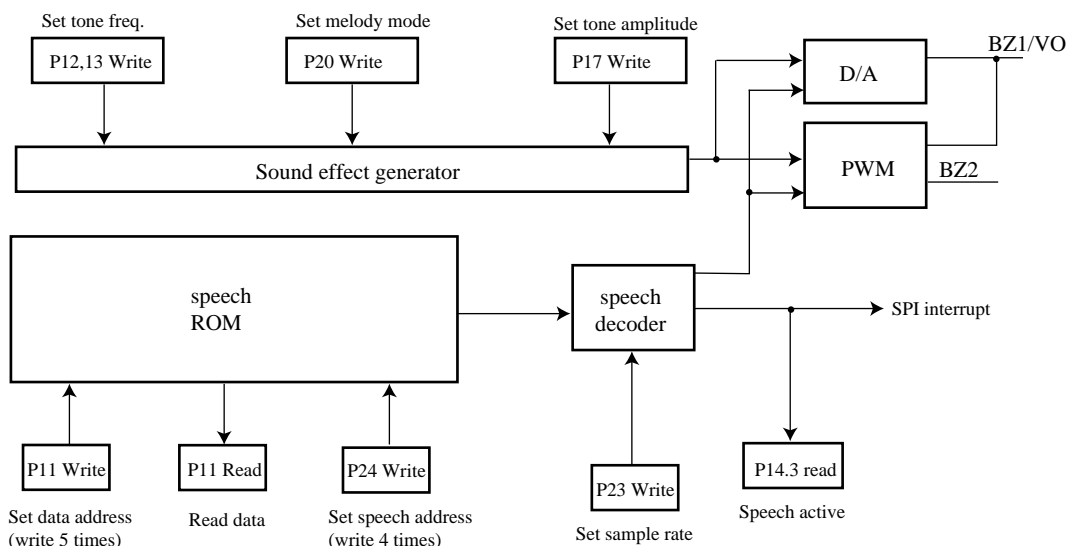 Set tone freq.
Set melody mode
Set tone amplitude
P12,13 Write
P20 Write
P17 Write
BZ1/VO
D/A
Sound effect generator
PWM
BZ2
speech
ROM
speech
decoder
SPI interrupt
P11 Write
P11 Read
P24 Write
P23 Write
P14.3 read
Set data address
(write 5 times)
Read data
Set speech address
(write 4 times)
Set sample rate
Speech active